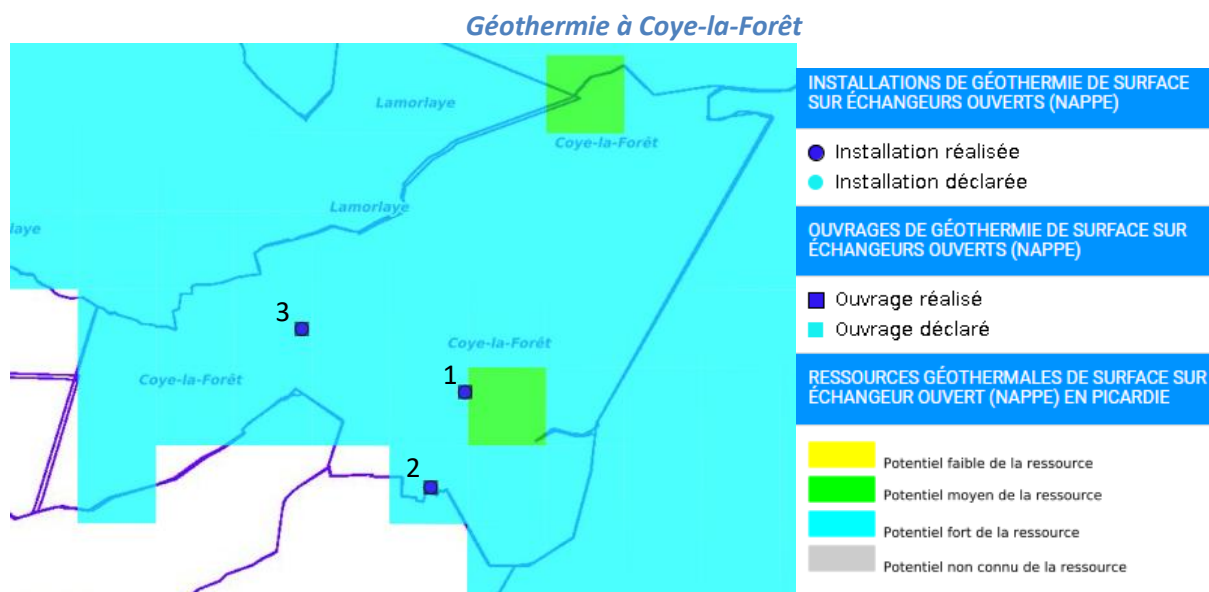 Géothermie à Coye-la-Forêt
Lamorlaye
Coye-la-Forêt
Lamorlaye
laye
3
Coye-la-Forêt
1
Coye-la-Forêt
2
INSTALLATIONS DE GÉOTHERMIE DE SURFACE
SUR ÉCHANGEURS OUVERTS (NAPPE)
Installation réalisée
Installation déclarée
OUVRAGES DE GÉOTHERMIE DE SURFACE SUR
ÉCHANGEURS OUVERTS (NAPPE)
Ouvrage réalisé
Ouvrage déclaré
RESSOURCES GÉOTHERMALES DE SURFACE SUR
ÉCHANGEUR OUVERT (NAPPE) EN PICARDIE
Potentiel faible de la ressource
Potentiel moyen de la ressource
Potentiel fort de la ressource
Potentiel non connu de la ressource